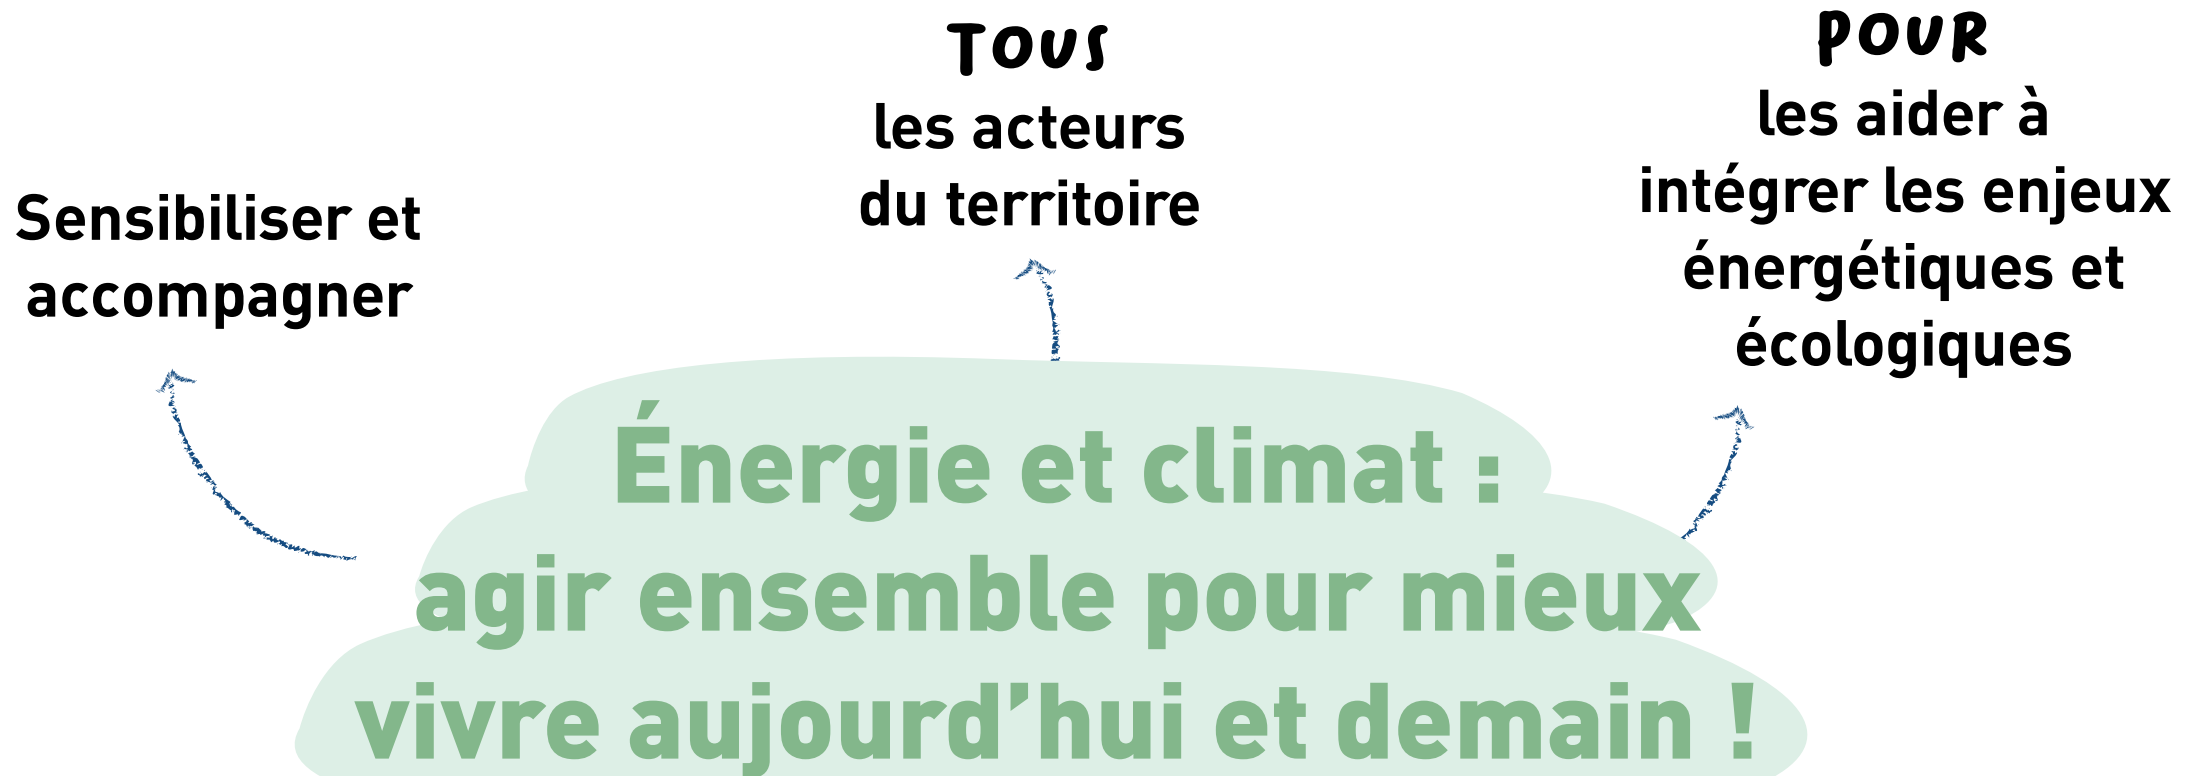 Sensibiliser et
accompagner
TOUS
les acteurs
du territoire
POUR
les aider à
intégrer les enjeux
énergétiques et
écologiques
Énergie et climat :
agir ensemble pour mieux
vivre aujourd’hui et demain !